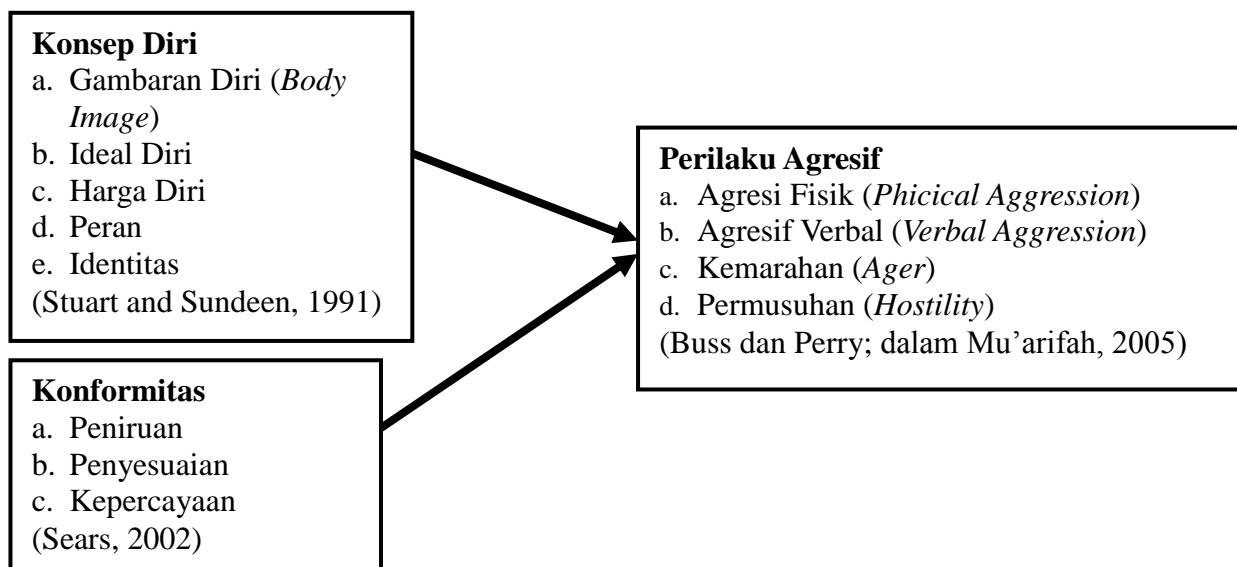 Konsep Diri
a. Gambaran Diri (Body
Image)
b. Ideal Diri
c. Harga Diri
d. Peran
e. Identitas
(Stuart and Sundeen, 1991)
Konformitas
a. Peniruan
b. Penyesuaian
c. Kepercayaan
(Sears, 2002)
Perilaku Agresif
a. Agresi Fisik (Phicical Aggression)
b. Agresif Verbal (Verbal Aggression)
c. Kemarahan (Ager)
d. Permusuhan (Hostility)
(Buss dan Perry; dalam Mu’arifah, 2005)